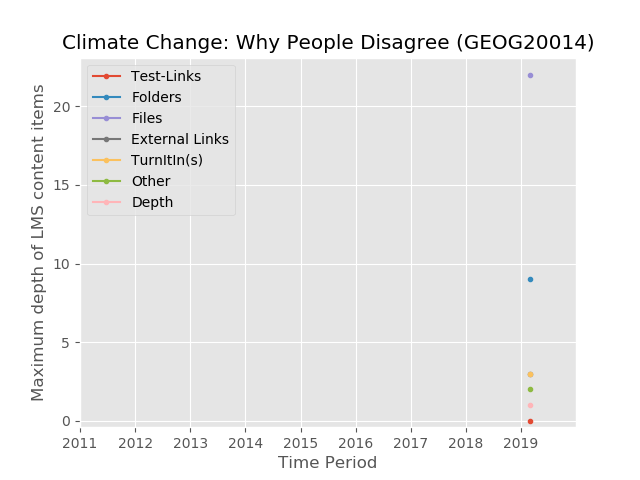 Climate Change: Why People Disagree (GEOG20014)
Test-Links
Folders
Files
External Links
TurnItIn(s)
Other
Depth
Maximum depth of LMS content items
20
15
10
5
0
2011 2012 2013 2014 2015 2016 2017 2018 2019
Time Period